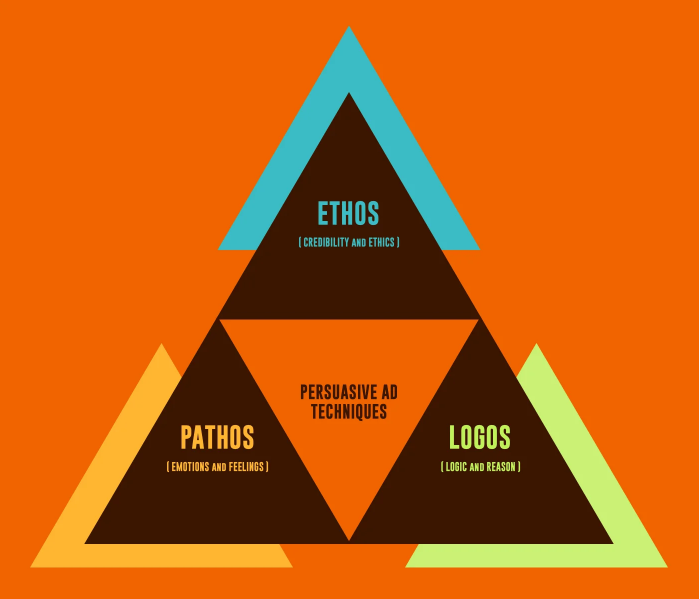 ETHOS
[ CREDIBILITY AND ETHICS ]
PERSUASIVE AD
TECHNIQUES
PATHOS
[ EMOTIONS AND FEELINGS ]
LOGOS
[ LOGIC AND REASON ]